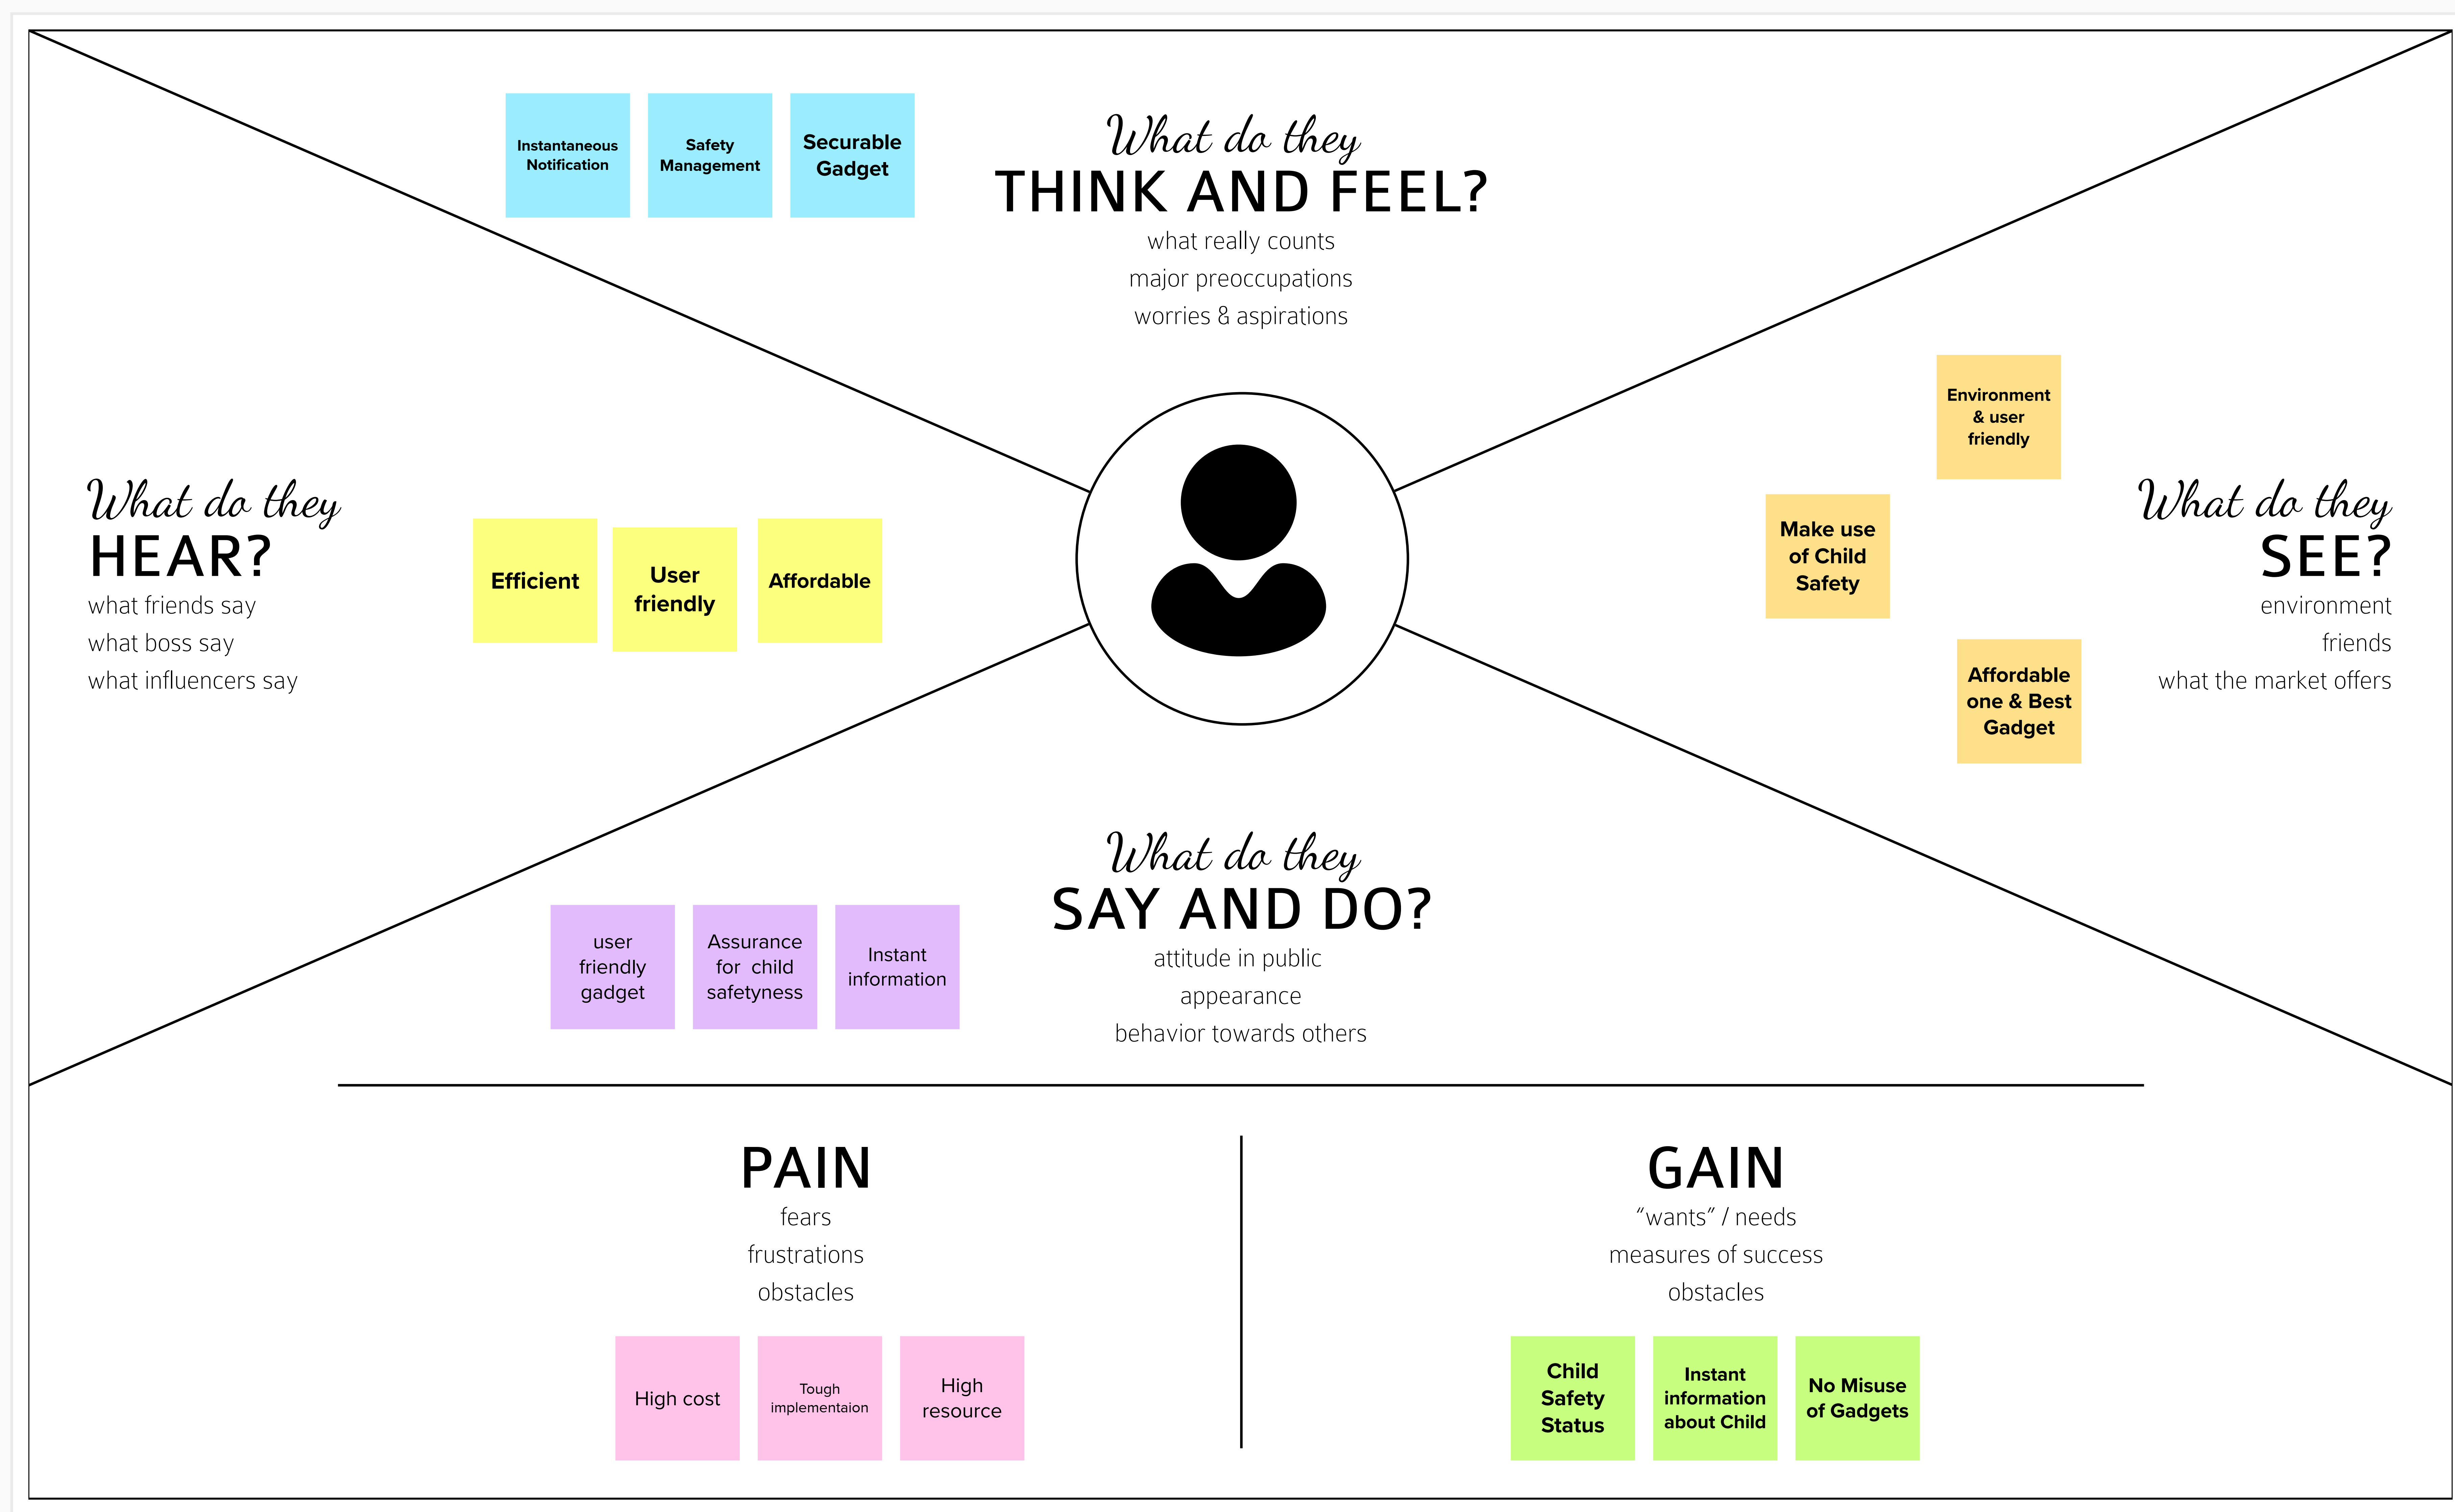 Instantaneous
Notification
Safety
Management
Securable
Gadget
What do they
THINK AND FEEL?
what really counts
major preoccupations
worries & aspirations
What do they
HEAR?
what friends say
what boss say
what influencers say
Efficient
User
friendly
Affordable
Environment
& user
friendly
Make use
of Child
Safety
Affordable
one & Best
Gadget
What do they
SEE?
environment
friends
what the market offers
What do they
SAY AND DO?
attitude in public
appearance
behavior towards others
user
friendly
gadget
Assurance
for child
safetyness
Instant
information
PAIN
fears
frustrations
obstacles
High cost
Tough
implementaion
High
resource
GAIN
“wants” / needs
measures of success
obstacles
Child
Safety
Status
Instant
information
about Child
No Misuse
of Gadgets